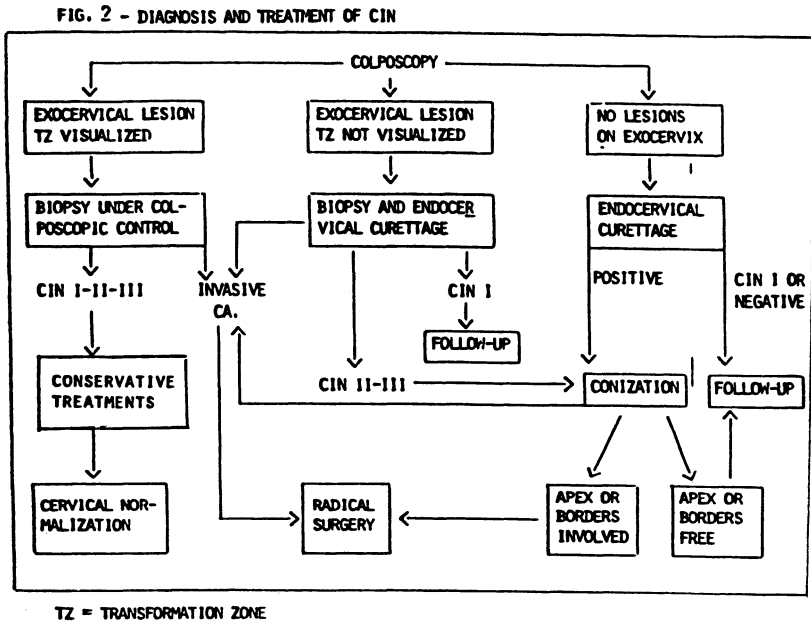 FIG. 2 - DIAGNOSIS AND TREATMENT OF CIN
COLPOSCOPY
EXOCERVICAL LESION
TZ VISUALIZED
EXOCERVICAL LESION
TZ NOT VISUALIZED
NO LESIONS
ON EXOCERVIX
BIOPSY UNDER COL-
POSCOPIC CONTROL
BIOPSY AND ENDOCER
VICAL CURETTAGE
ENDOCERVICAL
CURETTAGE
CIN I-II-III
INVASIVE
CA.
CIN I
POSITIVE
CIN I OR
NEGATIVE
FOLLOW-UP
CONSERVATIVE
TREATMENTS
CIN II-III
CONIZATION
FOLLOW-UP
CERVICAL NOR-
MALIZATION
RADICAL
SURGERY
APEX OR
BORDERS
INVOLVED
APEX OR
BORDERS
FREE
TZ = TRANSFORMATION ZONE